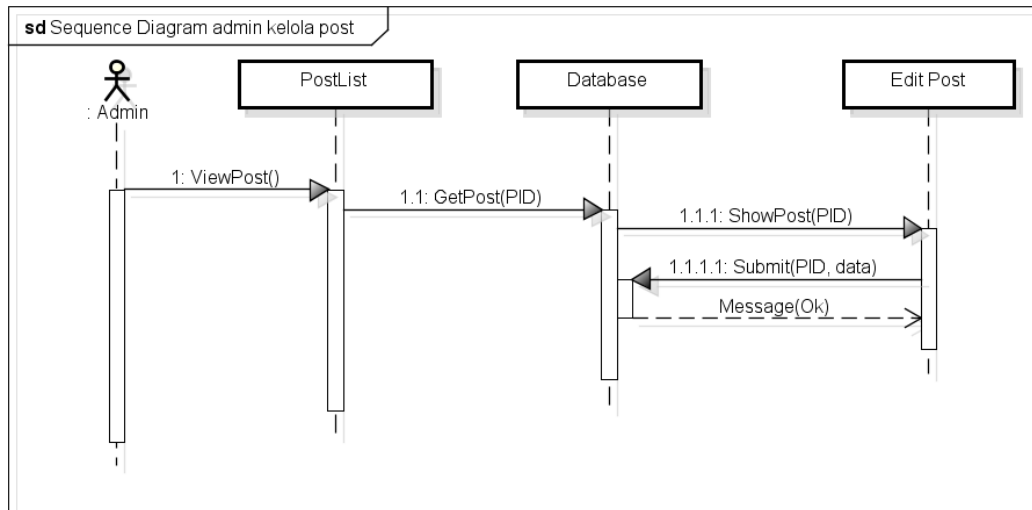 sd Sequence Diagram admin kelola post
: Admin
PostList
Database
Edit Post
1: ViewPost()
1.1: GetPost(PID)
1.1.1: ShowPost(PID)
1.1.1.1: Submit(PID, data)
Message(Ok)